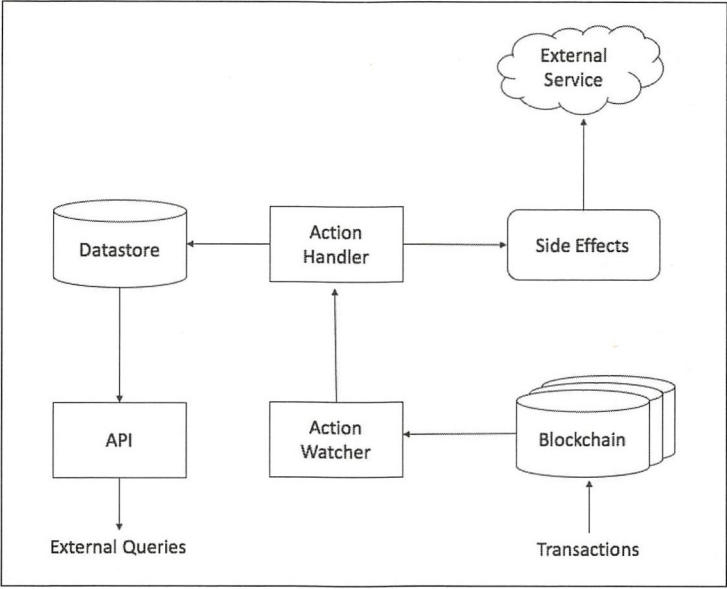 External
Service
Datastore
Action
Handler
Side Effects
API
Action
Watcher
Blockchain
External Queries
Transactions